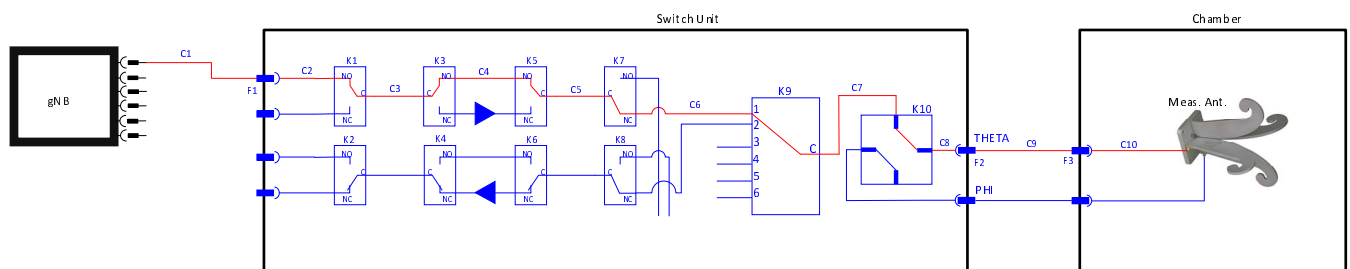 Switch Unit
Chamber
gNB
C1
F1
C2
K1
NO
C
NC
C3
K3
NO
C
NC
C4
K5
NO
C
NC
C5
K7
NO
C
NC
C6
K2
NO
C
NC
K4
NO
C
NC
K6
NO
C
NC
K8
NO
C
NC
K9
1
2
3
4
5
6
C
C7
K10
C8
THETA
F2
PHI
C9
F3
C10
Meas. Ant.